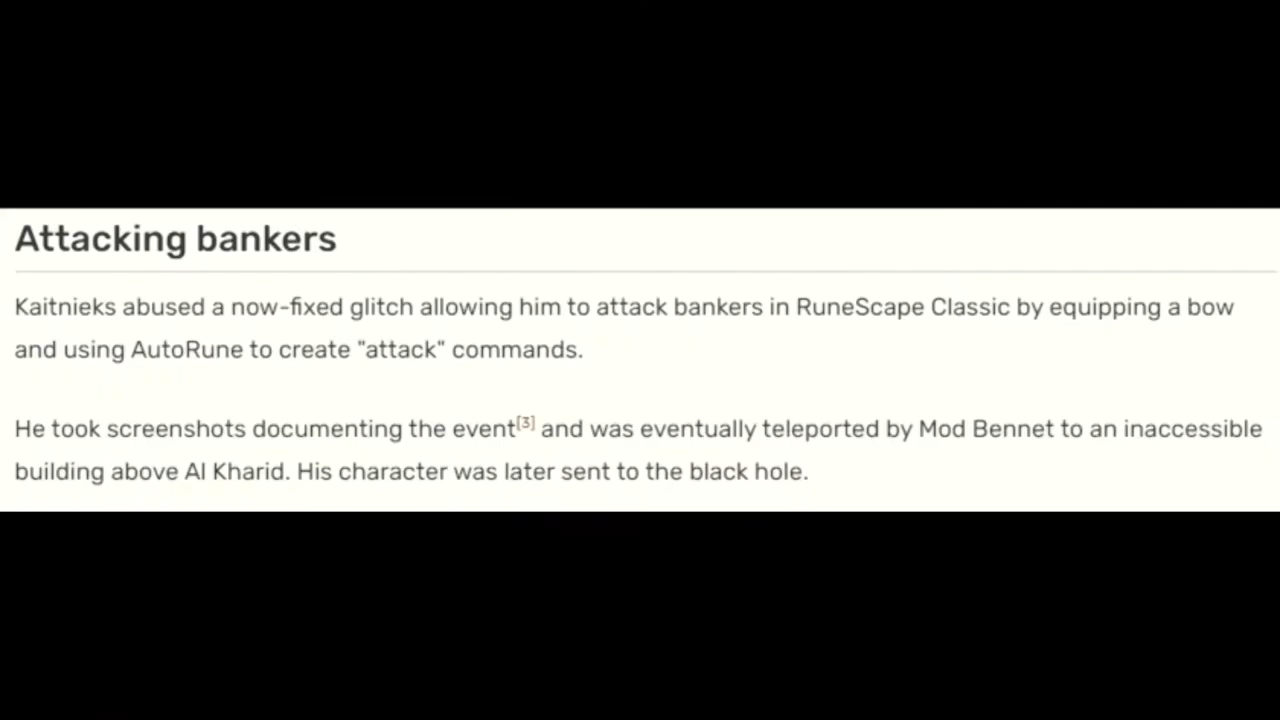 Attacking bankers
Kaitnieks abused a now-fixed glitch allowing him to attack bankers in RuneScape Classic by equipping a bow
and using AutoRune to create "attack" commands.
He took screenshots documenting the event[3] and was eventually teleported by Mod Bennet to an inaccessible
building above Al Kharid. His character was later sent to the black hole.